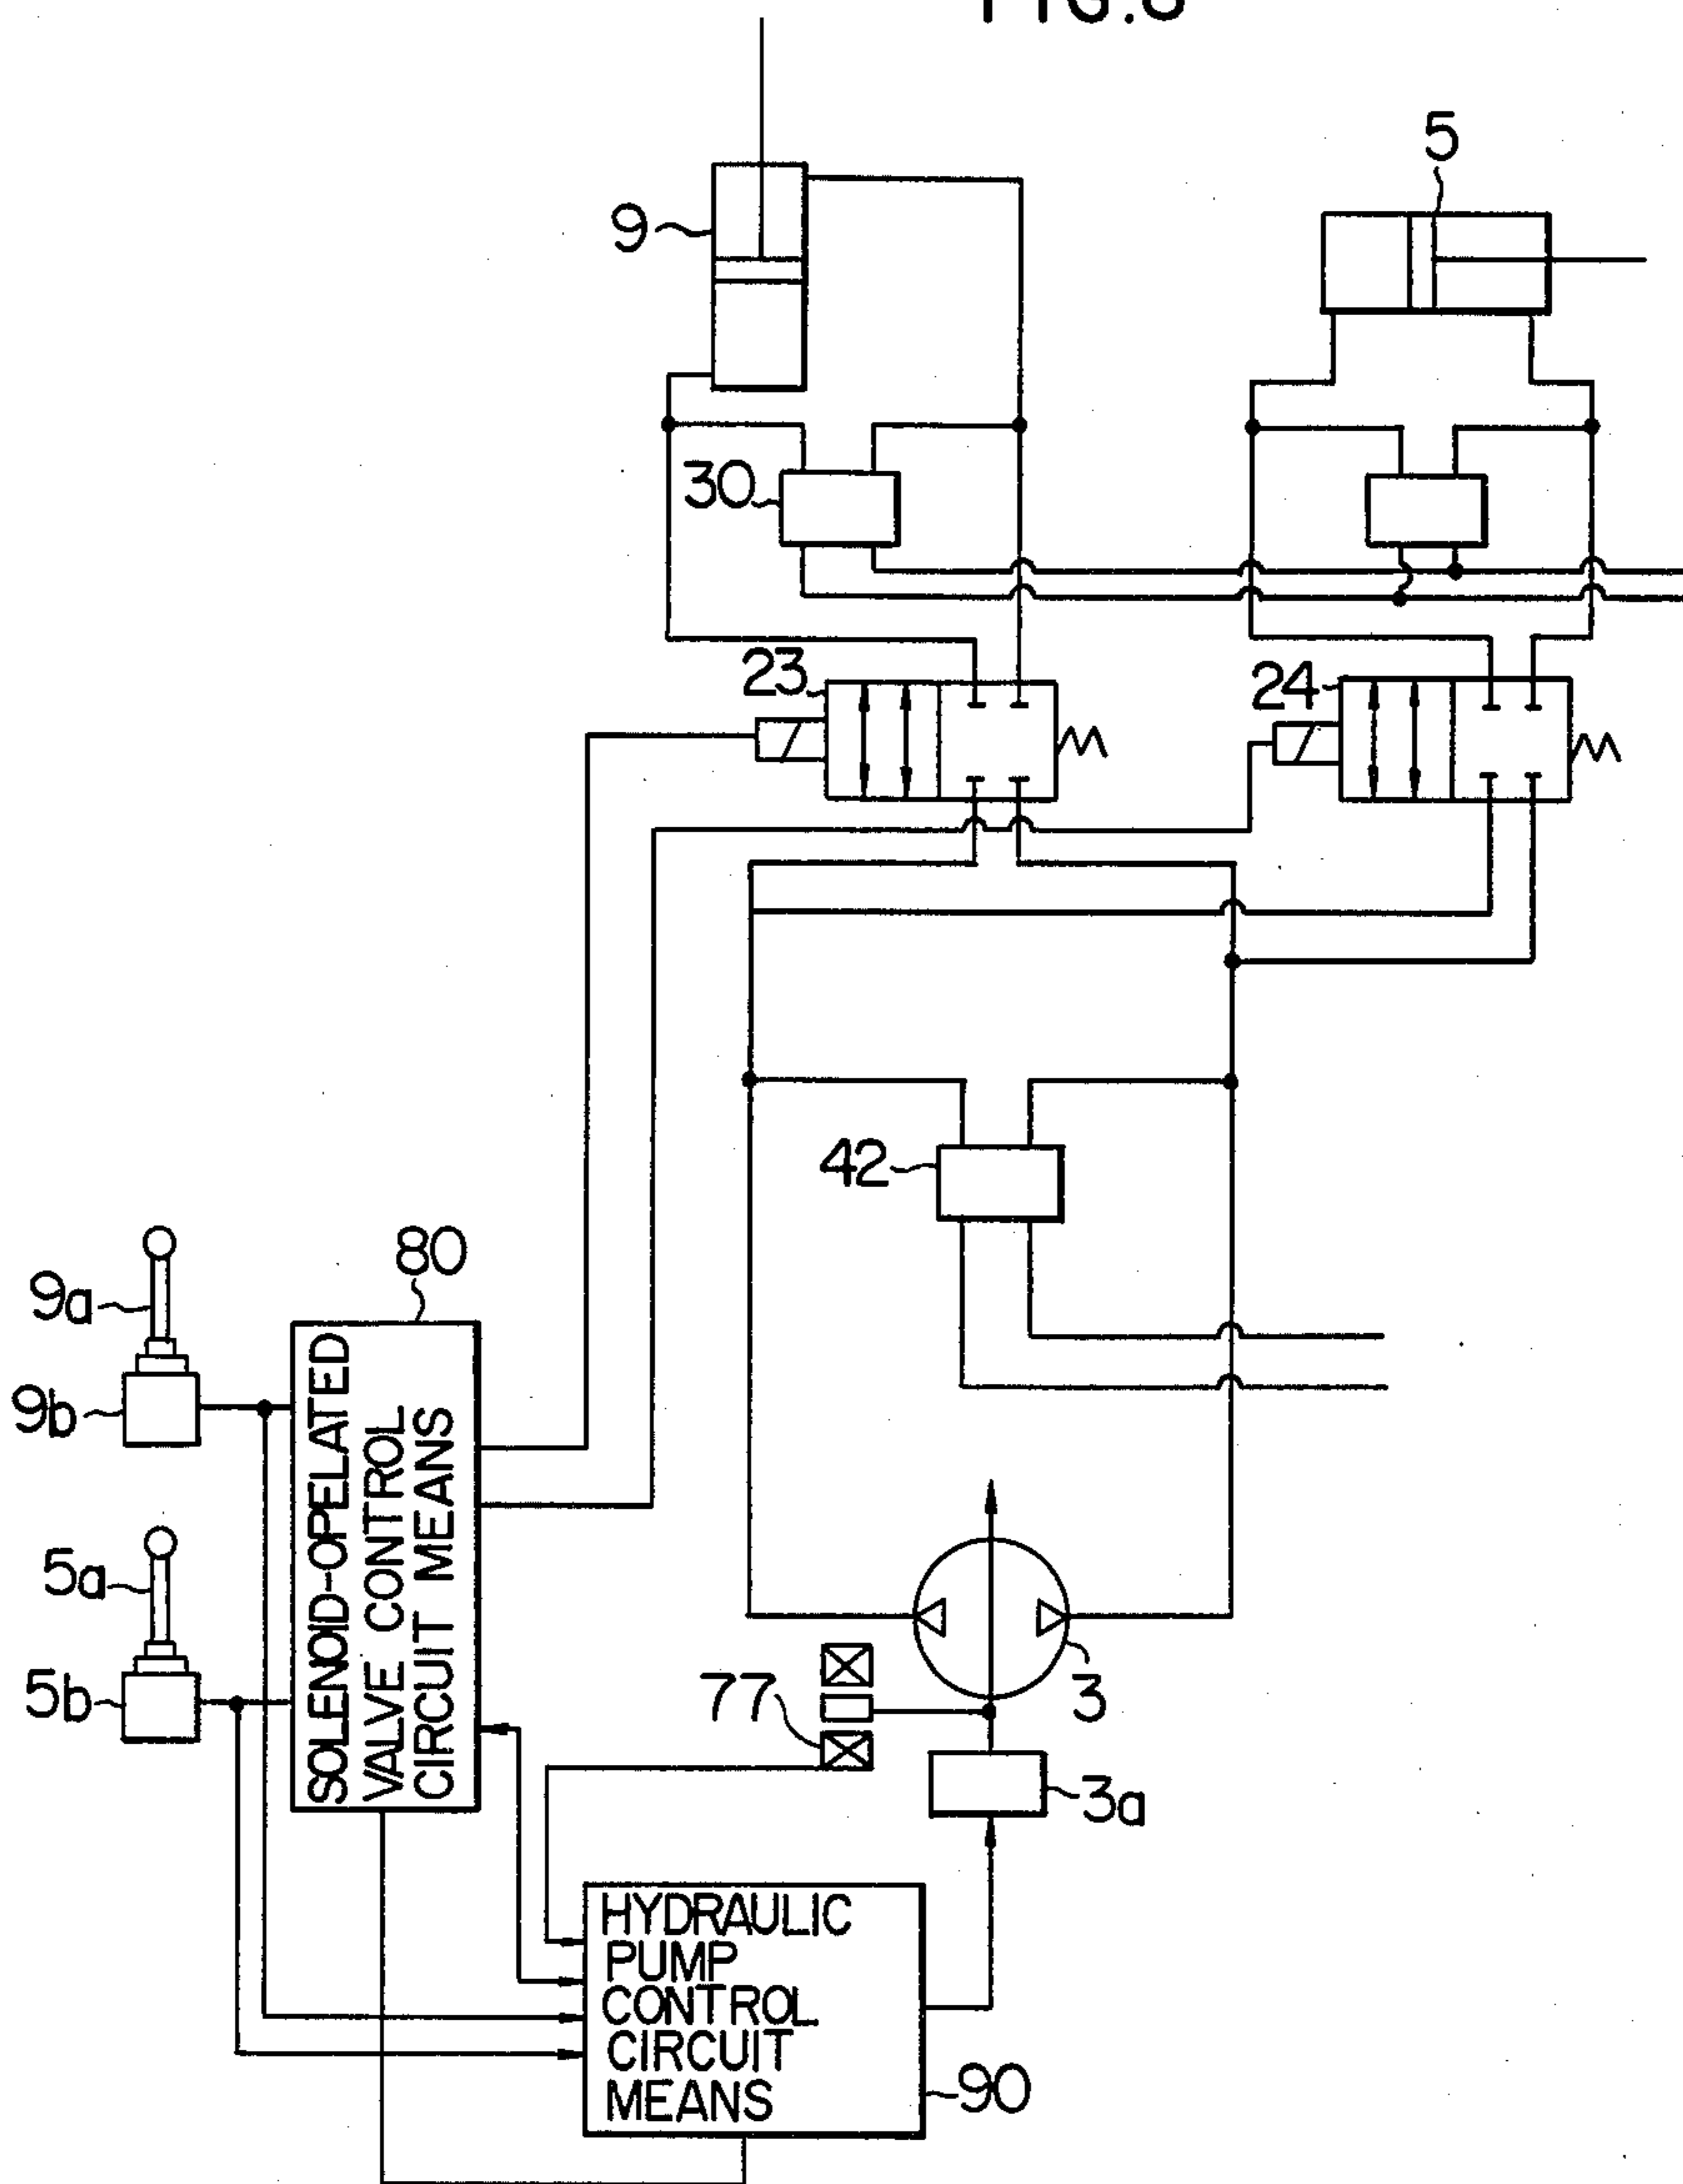 5
9
30
23
24
42
80
9a
9b
5a
5b
SOLENOID-OPELATED
VALVE CONTROL
CIRCUIT MEANS
77
3
3a
HYDRAULIC
PUMP
CONTROL
CIRCUIT
MEANS
90